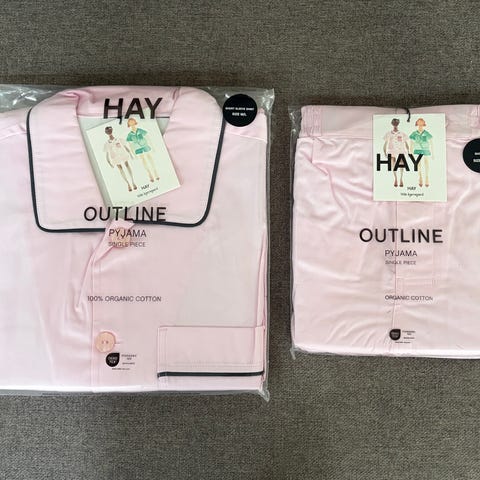 HAY
SHORT SLEEVE SHIRT
SIZE M/L
HAY
OUTLINE
PYJAMA
SINGLE PIECE
100% ORGANIC COTTON
HAY
HAY
OUTLINE
PYJAMA
SINGLE PIECE
ORGANIC COTTON